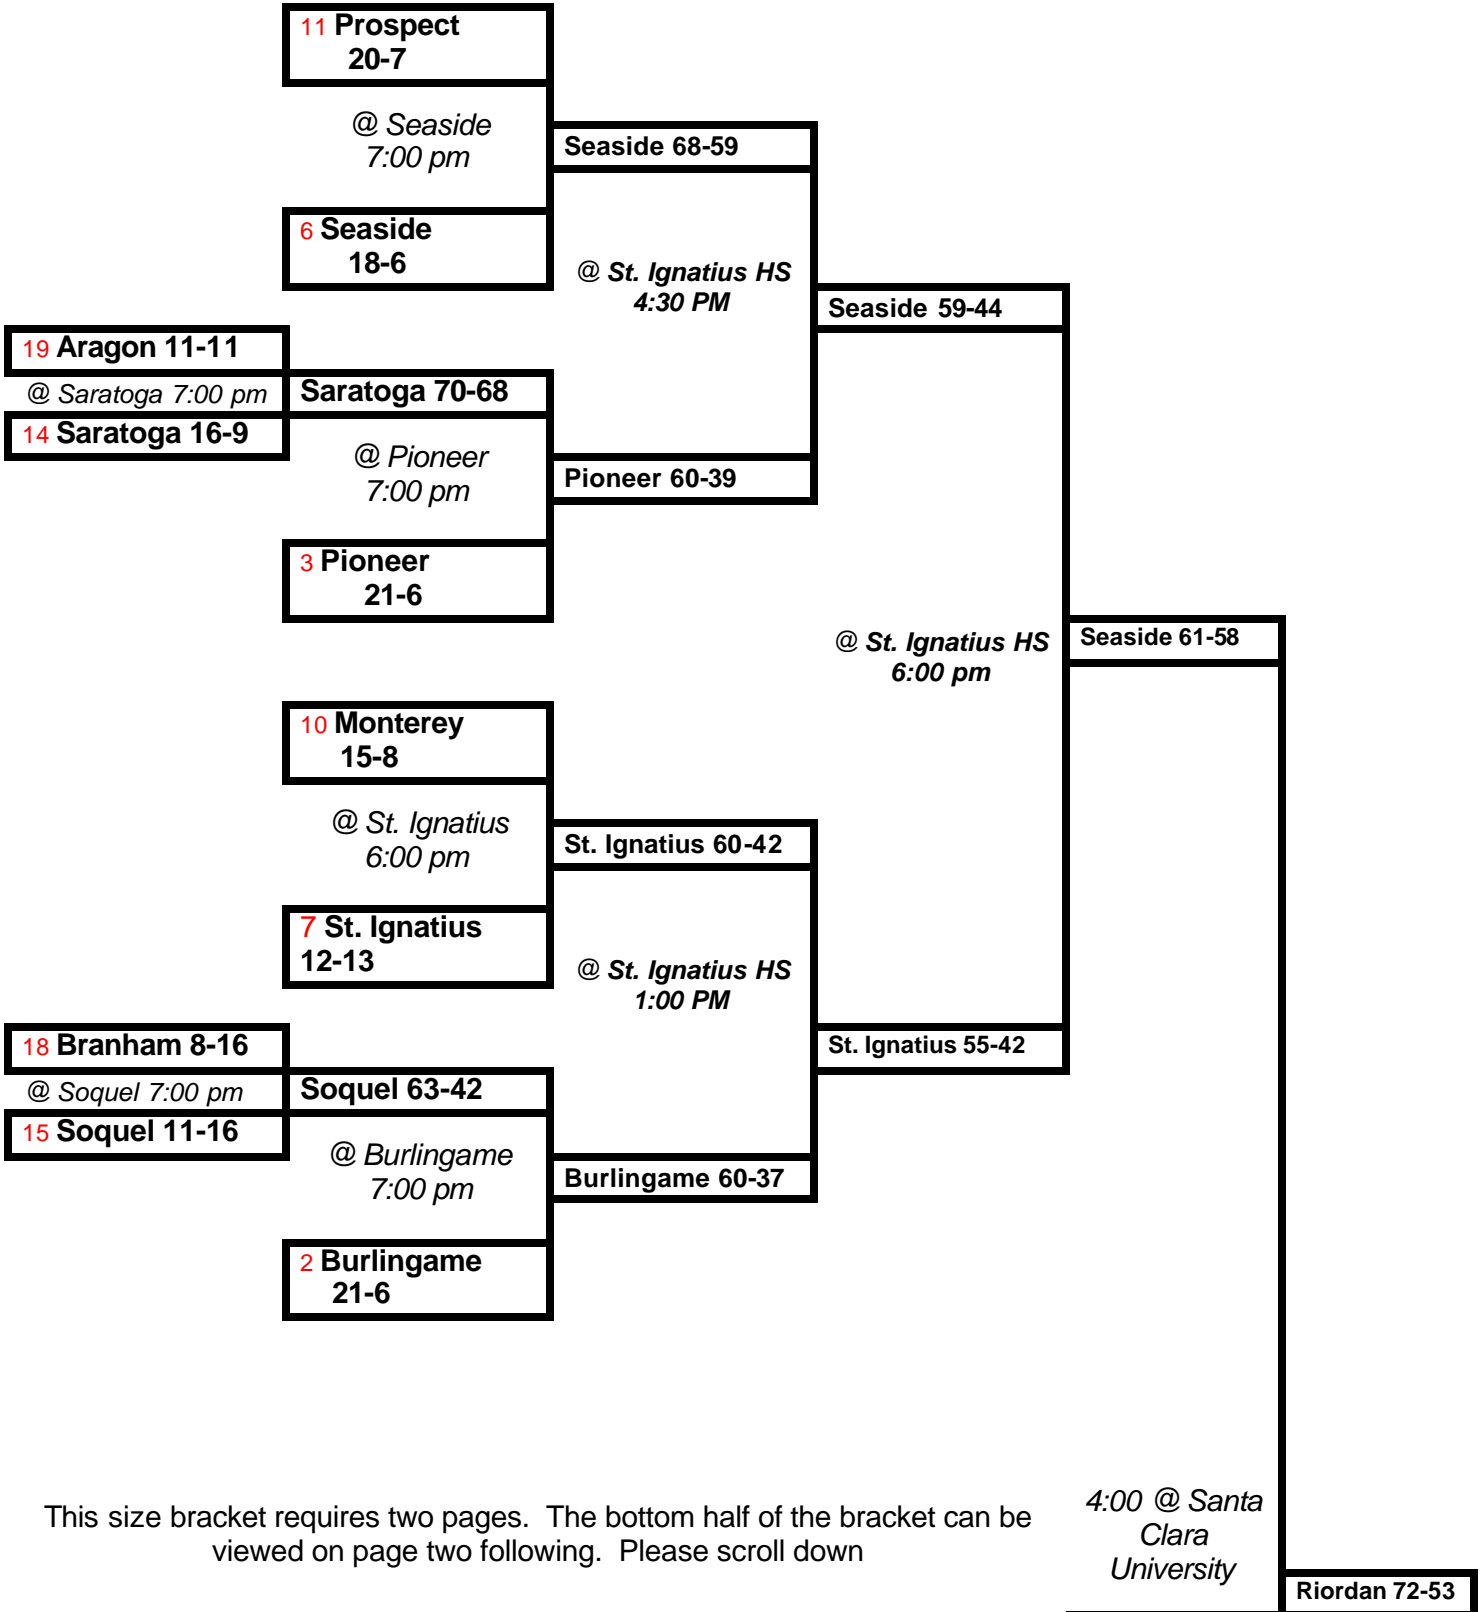 11 Prospect
20-7
@ Seaside
7:00 pm
Seaside 68-59
6 Seaside
18-6
@ St. Ignatius HS
4:30 PM
Seaside 59-44
19 Aragon 11-11
@ Saratoga 7:00 pm
Saratoga 70-68
14 Saratoga 16-9
@ Pioneer
7:00 pm
Pioneer 60-39
3 Pioneer
21-6
@ St. Ignatius HS
6:00 pm
Seaside 61-58
10 Monterey
15-8
@ St. Ignatius
6:00 pm
St. Ignatius 60-42
7 St. Ignatius
12-13
@ St. Ignatius HS
1:00 PM
St. Ignatius 55-42
18 Branham 8-16
@ Soquel 7:00 pm
Soquel 63-42
15 Soquel 11-16
@ Burlingame
7:00 pm
Burlingame 60-37
2 Burlingame
21-6
This size bracket requires two pages. The bottom half of the bracket can be
viewed on page two following. Please scroll down
4:00 @ Santa
Clara
University
Riordan 72-53